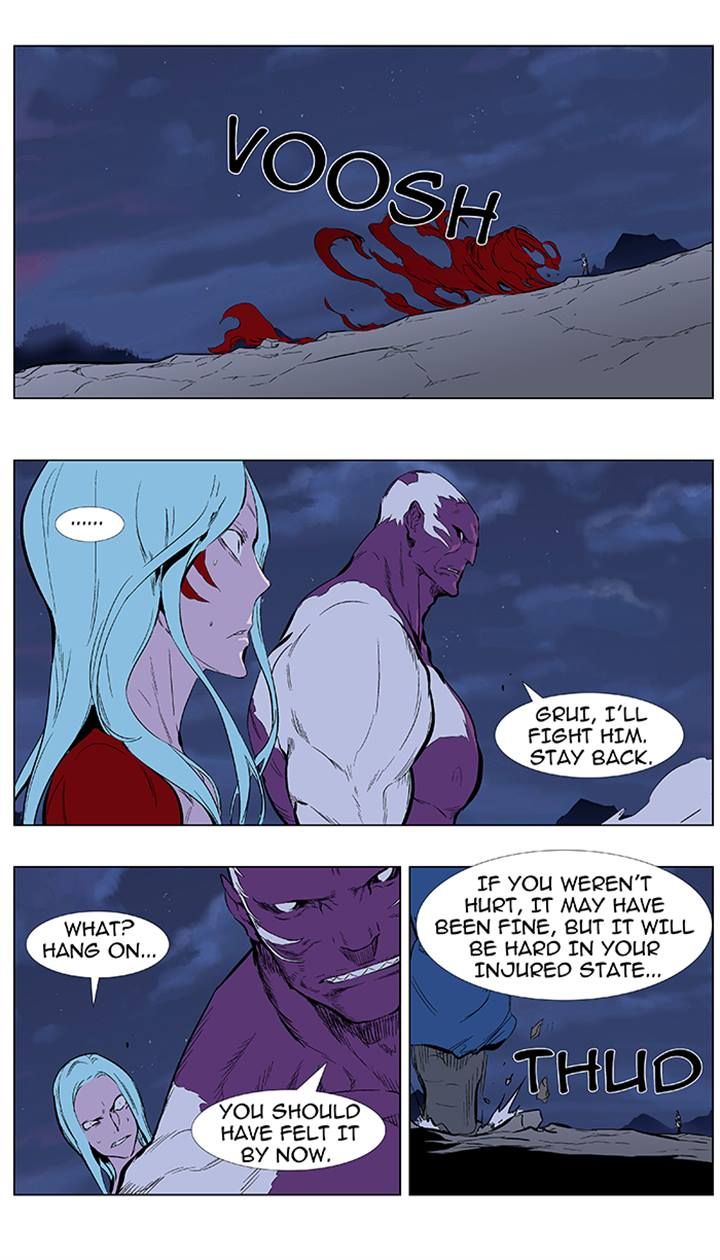 VOOSH
......
GRUI, I'LL
FIGHT HIM.
STAY BACK.
WHAT?
HANG ON...
YOU SHOULD
HAVE FELT IT
BY NOW.
IF YOU WEREN'T
HURT, IT MAY HAVE
BEEN FINE, BUT IT WILL
BE HARD IN YOUR
INJURED STATE...
THUD